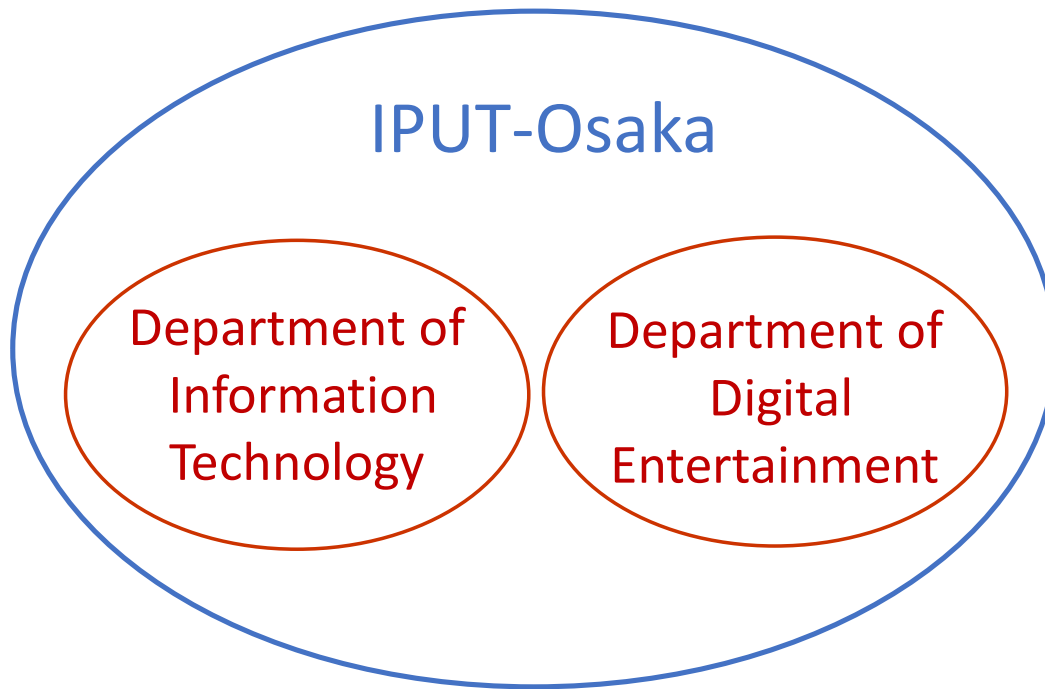 IPUT-Osaka
Department of
Information
Technology
Department of
Digital
Entertainment